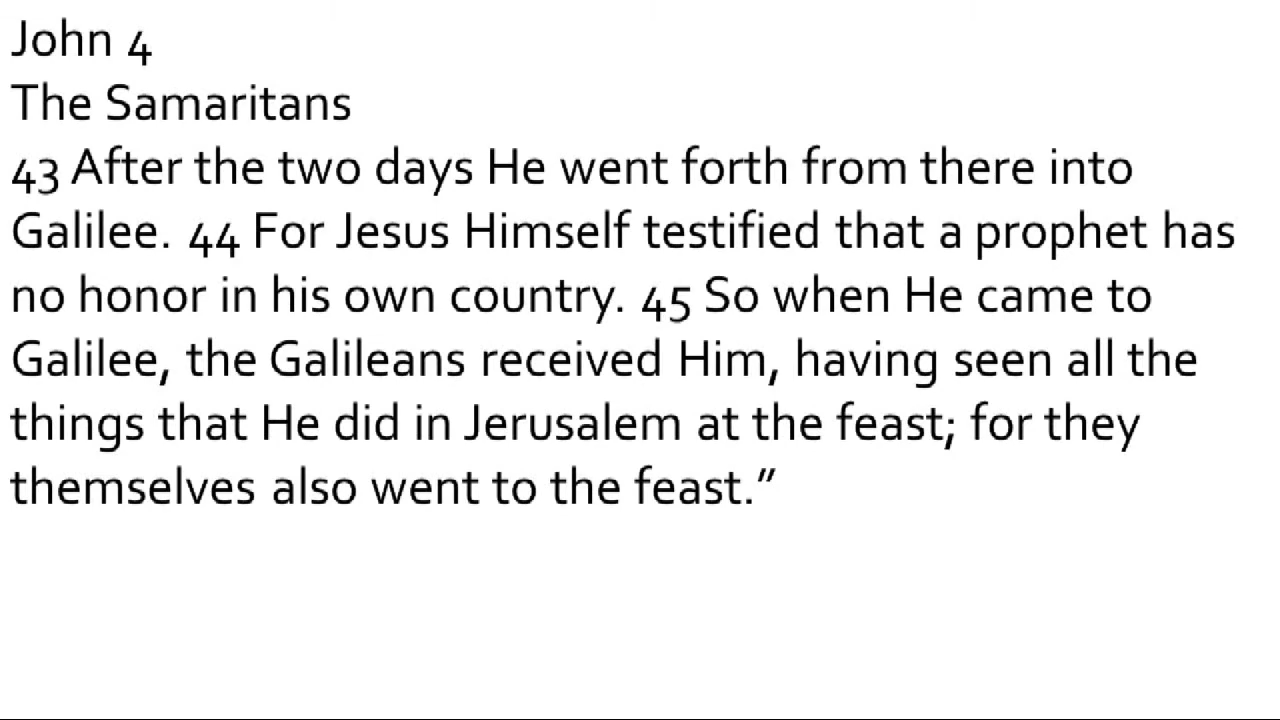 John 4
The Samaritans
43 After the two days He went forth from there into
Galilee. 44 For Jesus Himself testified that a prophet has
no honor in his own country. 45 So when He came to
Galilee, the Galileans received Him, having seen all the
things that He did in Jerusalem at the feast; for they
themselves also went to the feast.”